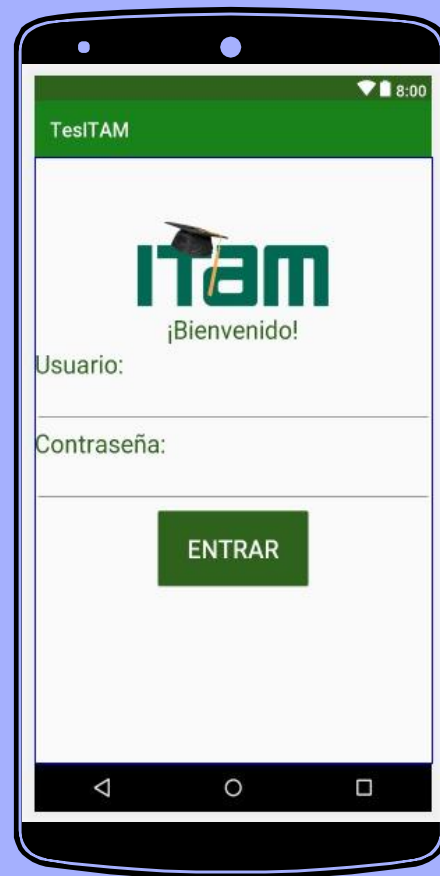 8:00
TesITAM
ITAM
¡Bienvenido!
Usuario:
Contraseña:
ENTRAR